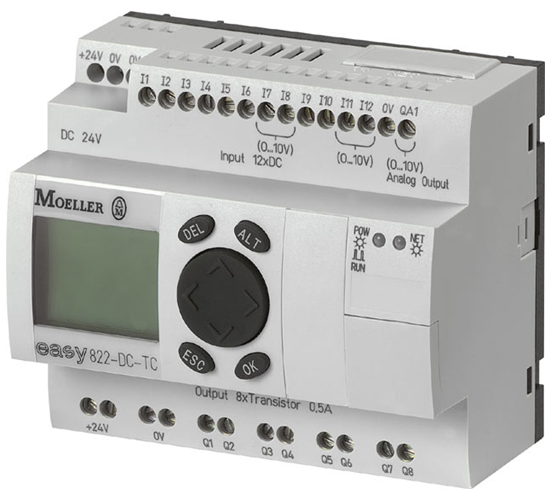 +24V 0V 0V I1 I2 I3 I4 I5 I6 I7 I8 I9 I10 I11 I12 0V QA1
DC 24V
(0...10V) (0...10V) (0...10V)
Input 12xDC
Analog Output
MOELLER
DEL ALT
POW NET
RUN
easy 822-DC-TC
ESC OK
Output 8xTransistor 0,5A
+24V 0V Q1 Q2 Q3 Q4 Q5 Q6 Q7 Q8